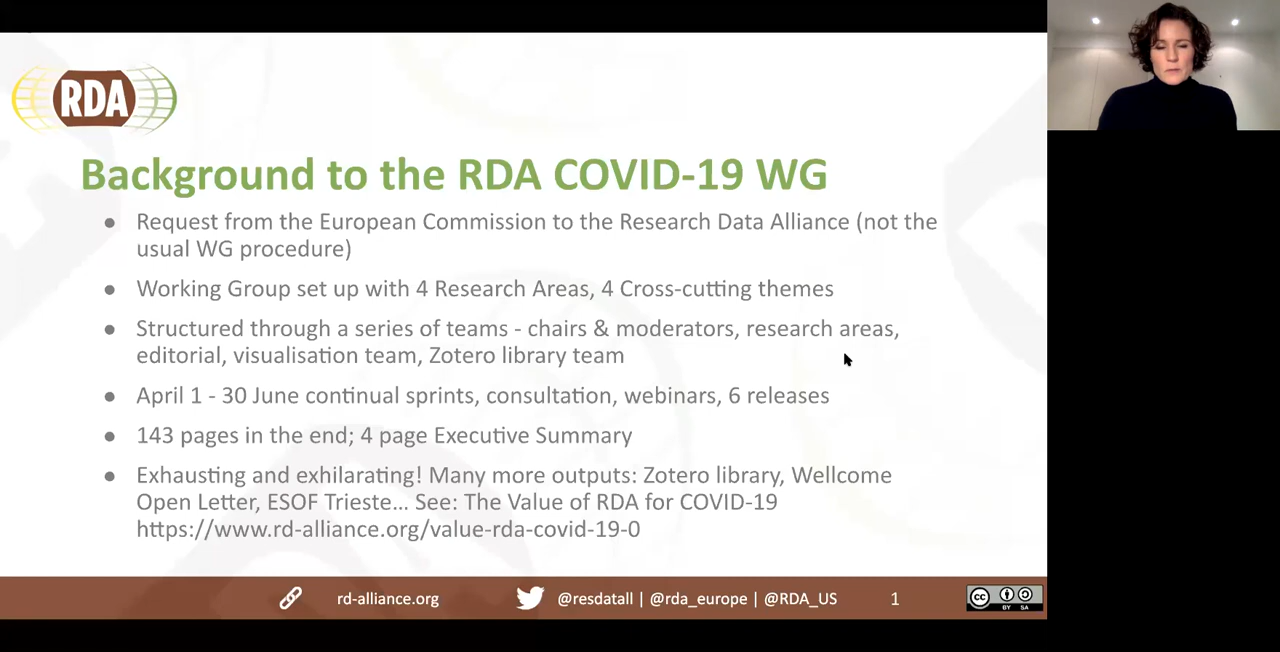 RDA
Background to the RDA COVID-19 WG
● Request from the European Commission to the Research Data Alliance (not the
usual WG procedure)
● Working Group set up with 4 Research Areas, 4 Cross-cutting themes
● Structured through a series of teams - chairs & moderators, research areas,
editorial, visualisation team, Zotero library team
● April 1 - 30 June continual sprints, consultation, webinars, 6 releases
● 143 pages in the end; 4 page Executive Summary
● Exhausting and exhilarating! Many more outputs: Zotero library, Wellcome
Open Letter, ESOF Trieste... See: The Value of RDA for COVID-19
https://www.rd-alliance.org/value-rda-covid-19-0
rd-alliance.org @resdatall | @rda_europe | @RDA_US 1
cc BY SA